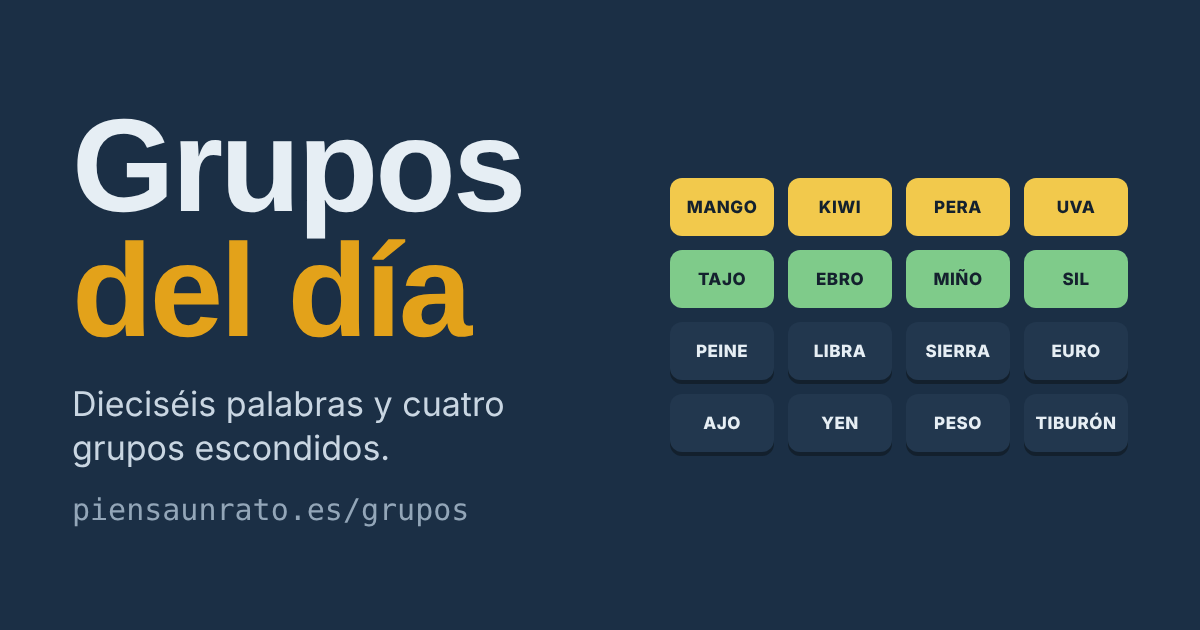 Grupos
del día
Dieciséis palabras y cuatro
grupos escondidos.
piensaunrato.es/grupos
MANGO KIWI PERA UVA
TAJO EBRO MIÑO SIL
PEINE LIBRA SIERRA EURO
AJO YEN PESO TIBURÓN